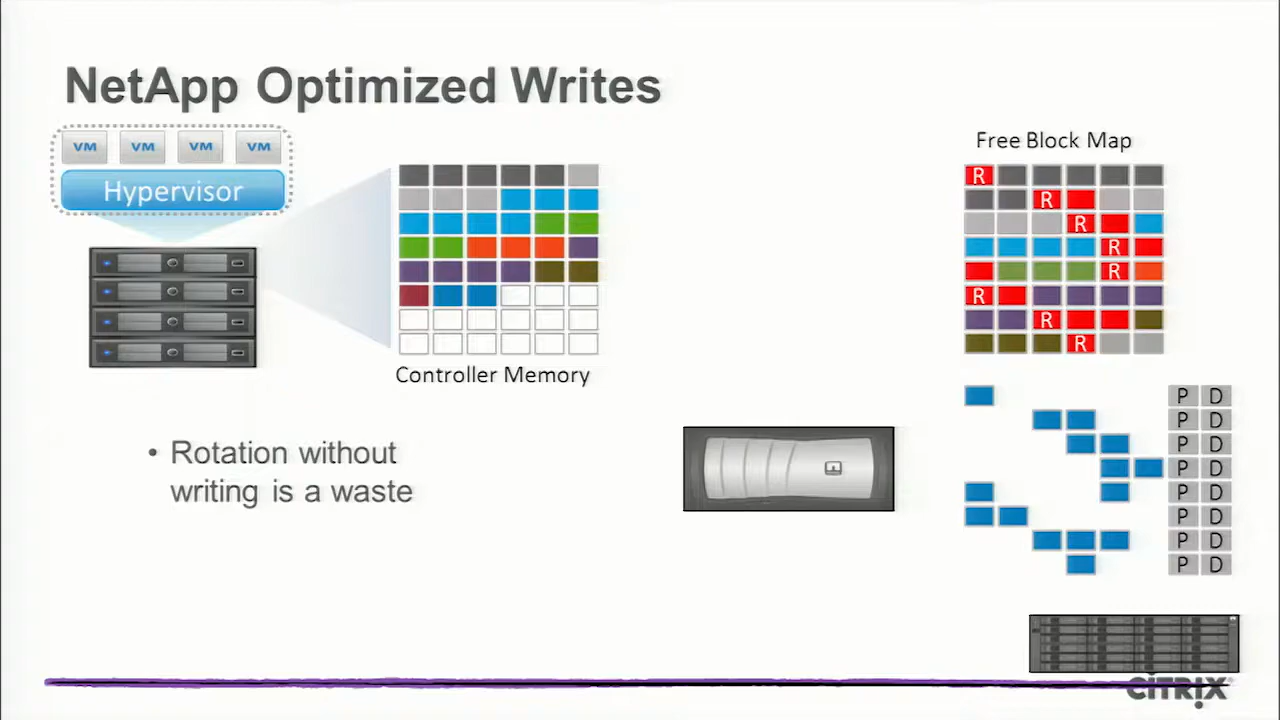 NetApp Optimized Writes
VM VM VM VM
Hypervisor
Controller Memory
• Rotation without
writing is a waste
Free Block Map
R
R
R
R
R
R
R
R
P D
P D
P D
P D
P D
P D
P D
P D
CiTRIX®